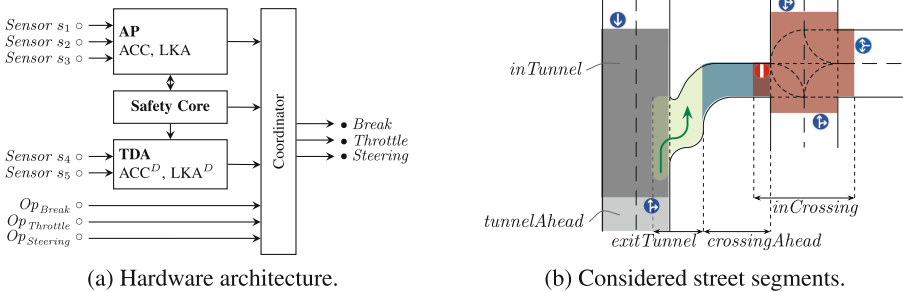 Sensor s1
Sensor s2
Sensor s3
AP
ACC, LKA
Safety Core
Sensor s4
Sensor s5
TDA
ACC^D, LKA^D
Op_Break
Op_Throttle
Op_Steering
Coordinator
Break
Throttle
Steering
(a) Hardware architecture.
inTunnel
tunnelAhead
exitTunnel
crossingAhead
inCrossing
(b) Considered street segments.